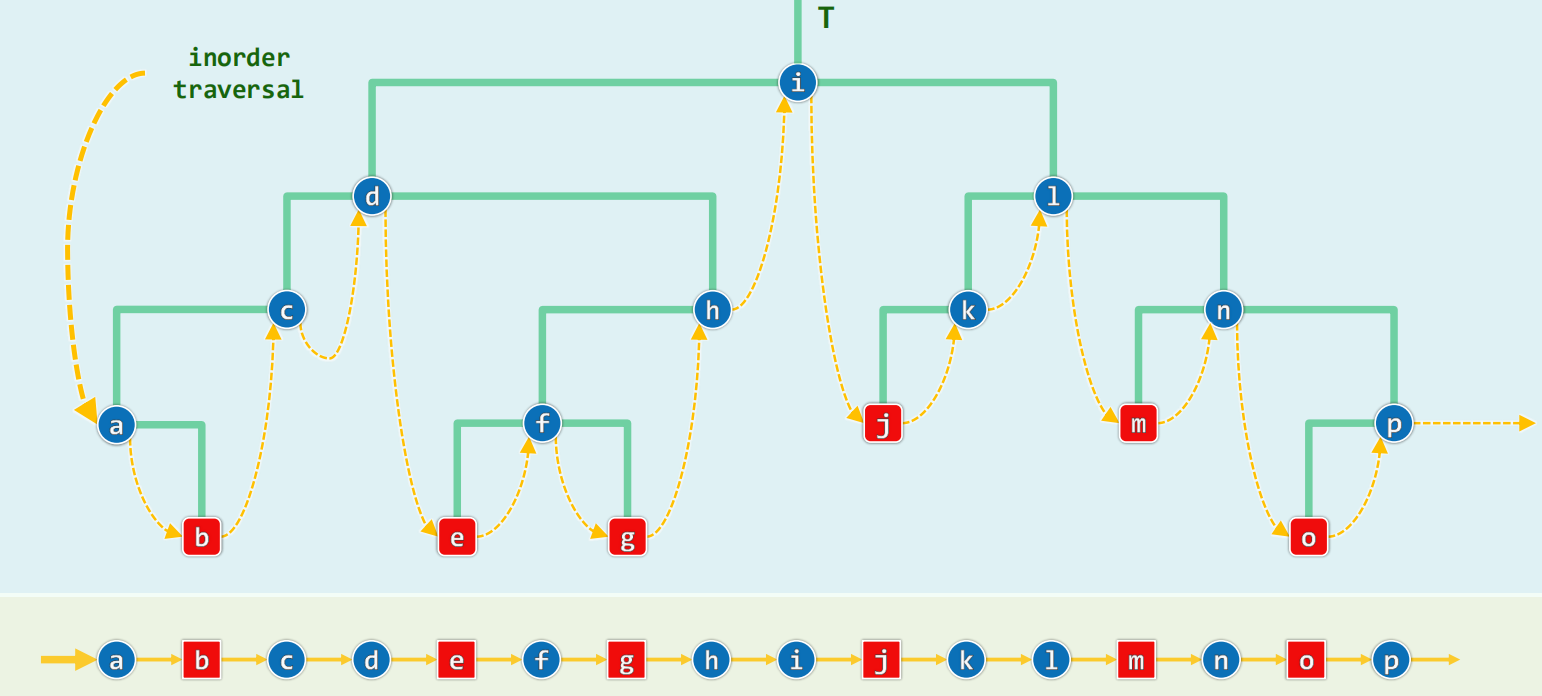 T
inorder
traversal
i
d
l
c
h
k
n
a
f
j
m
p
b
e
g
o
a b c d e f g h i j k l m n o p